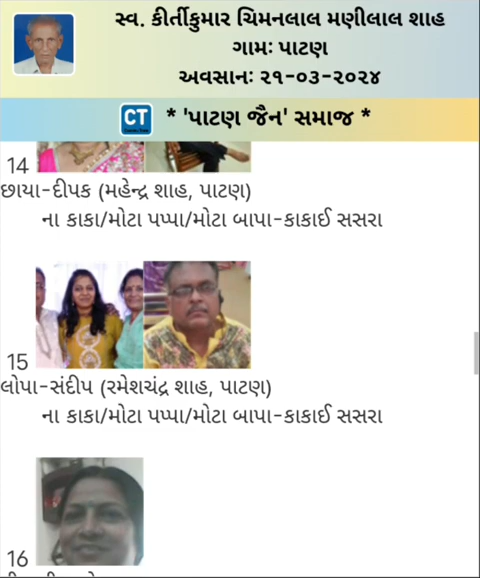 સ્વ. કીર્તીકુમાર ચિમનલાલ મણીલાલ શાહ
ગામઃ પાટણ
અવસાનઃ ૨૧-૦૩-૨૦૨૪
CT
* 'પાટણ જૈન' સમાજ *
14
છાયા-દીપક (મહેન્દ્ર શાહ, પાટણ)
ના કાકા/મોટા પપ્પા/મોટા બાપા-કાકાઈ સસરા
15
લોપા-સંદીપ (રમેશચંદ્ર શાહ, પાટણ)
ના કાકા/મોટા પપ્પા/મોટા બાપા-કાકાઈ સસરા
16